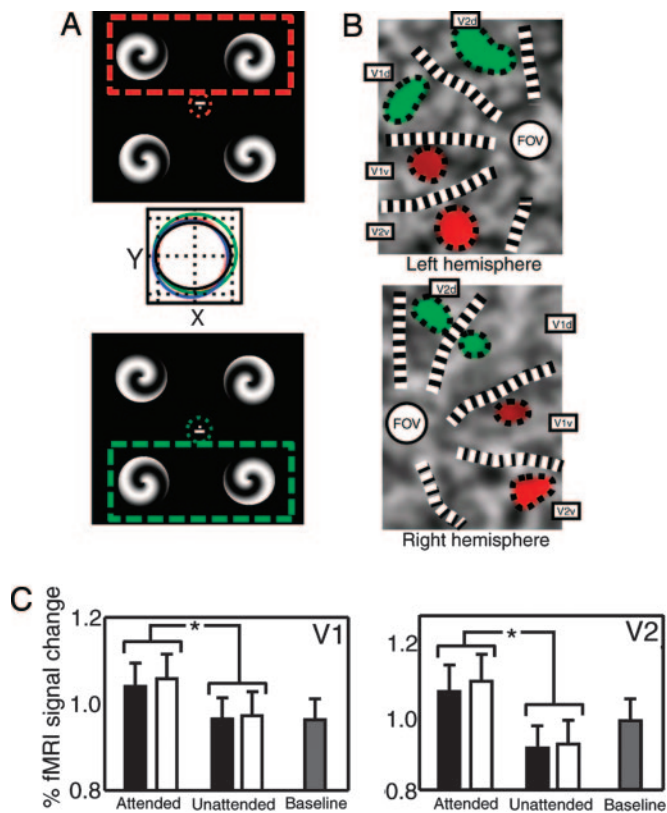 A
B
V2d
V1d
FOV
V1v
V2v
Left hemisphere
Y
X
V2d
V1d
FOV
V1v
V2v
Right hemisphere
C
% fMRI signal change
1.2
1.0
0.8
*
V1
Attended Unattended Baseline
1.2
1.0
0.8
*
V2
Attended Unattended Baseline